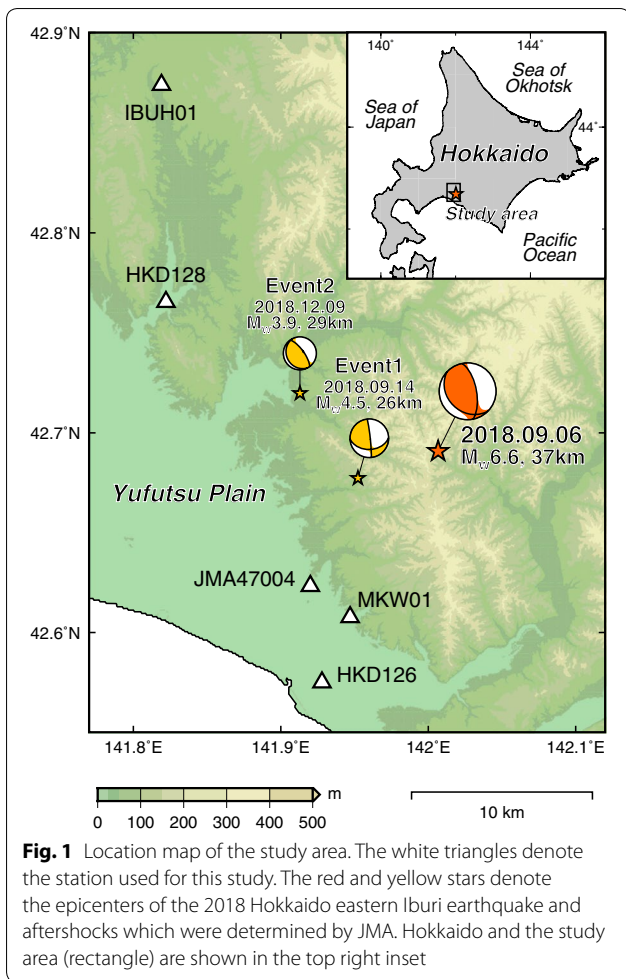 42.9˚N
42.8˚N
42.7˚N
42.6˚N
141.8˚E
141.9˚E
142˚E
142.1˚E
IBUH01
HKD128
Event2
2018.12.09
Mw3.9, 29km
Event1
2018.09.14
Mw4.5, 26km
2018.09.06
Mw6.6, 37km
Yufutsu Plain
JMA47004
MKW01
HKD126
140˚
144˚
44˚
Sea of
Japan
Sea of
Okhotsk
Hokkaido
Study area
Pacific
Ocean
m
0 100 200 300 400 500
10 km
Fig. 1 Location map of the study area. The white triangles denote
the station used for this study. The red and yellow stars denote
the epicenters of the 2018 Hokkaido eastern Iburi earthquake and
aftershocks which were determined by JMA. Hokkaido and the study
area (rectangle) are shown in the top right inset